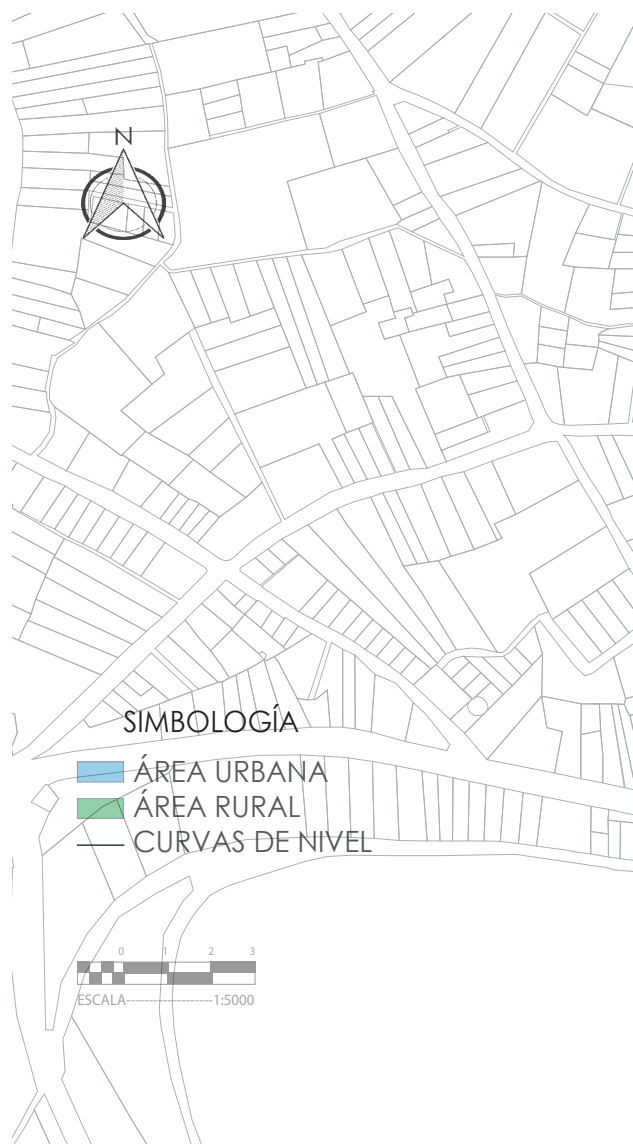 N
SIMBOLOGÍA
ÁREA URBANA
ÁREA RURAL
CURVAS DE NIVEL
0 1 2 3
ESCALA--------------------1:5000